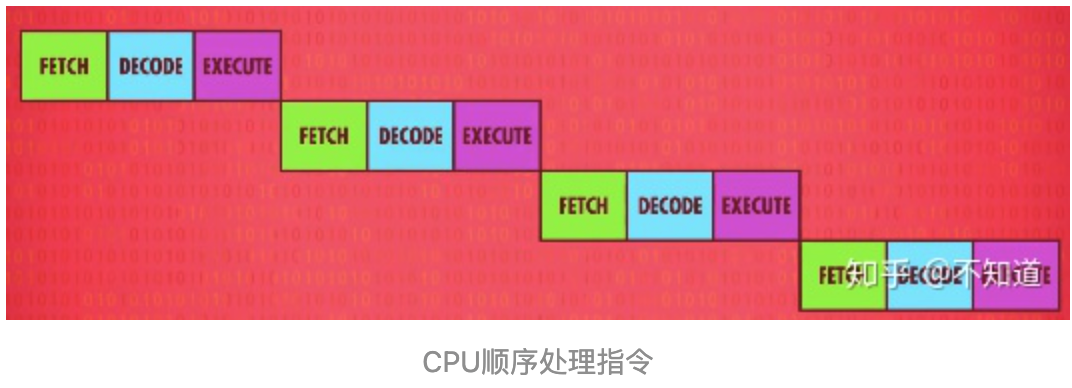 FETCH DECODE EXECUTE
FETCH DECODE EXECUTE
FETCH DECODE EXECUTE
FETCH DECODE
知乎 @不知道
CPU顺序处理指令